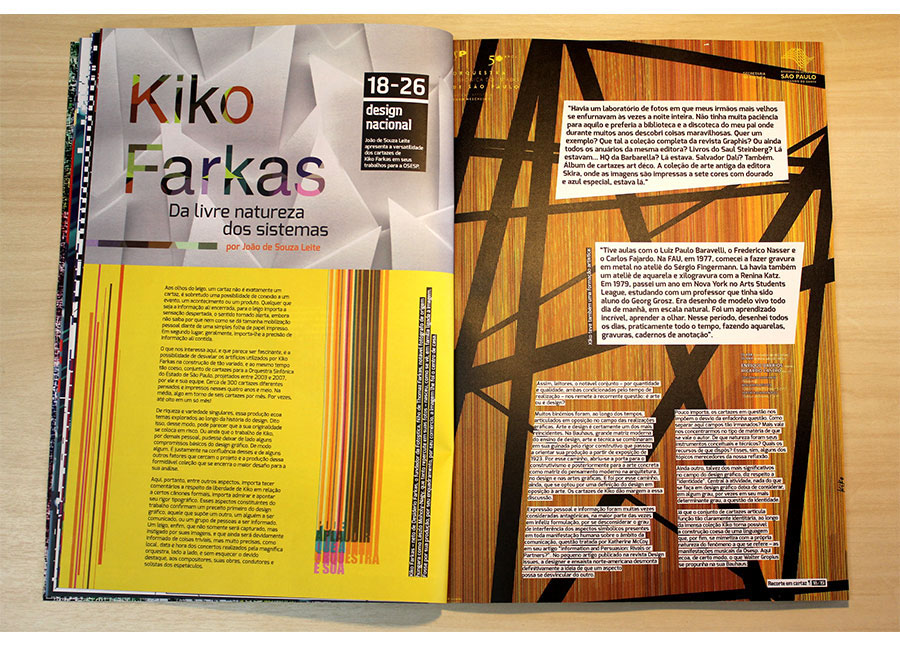 Kiko
Farkas
Da livre natureza
dos sistemas
por João de Souza Leite
18-26
design
nacional
João de Souza Leite
apresenta a versatilidade
dos cartazes de
Kiko Farkas em seus
trabalhos para a OSESP.
Aos olhos do leigo, um cartaz não é exatamente um
cartaz, é sobretudo uma possibilidade de conexão a um
evento, um acontecimento ou um produto. Qualquer que
seja a informação ali encerrada, para o leigo importa a
sensação despertada, o sentido tornado alerta, embora
não saiba por que nem como se dá tamanha mobilização
pessoal diante de uma simples folha de papel impresso.
Em segundo lugar, geralmente, importa-lhe a precisão de
informação ali contida.
O que nos interessa aqui, e que parece ser fascinante, é a
possibilidade de desvelar os artifícios utilizados por Kiko
Farkas na construção de tão variado, e ao mesmo tempo
tão coeso, conjunto de cartazes para a Orquestra Sinfônica
do Estado de São Paulo, projetados entre 2003 e 2007,
por ele e sua equipe. Cerca de 300 cartazes diferentes
pensados e impressos nesses quatro anos e meio. Na
média, algo em torno de seis cartazes por mês. Por vezes,
até oito em um só mês!
De riqueza e variedade singulares, essa produção ecoa
temas explorados ao longo da história do design. Dito
isso, desse modo, pode parecer que a sua originalidade
se coloca em risco. Ou ainda que o trabalho de Kiko,
por demais pessoal, pudesse deixar de lado alguns
compromissos básicos do design gráfico. De modo
algum. É justamente na confluência desses e de alguns
outros fatores que cercam o projeto e a produção dessa
formidável coleção que se encerra o maior desafio para a
sua análise.
Aqui, portanto, entre outros aspectos, importa tecer
comentários a respeito da liberdade de Kiko em relação
a certos cânones formais, importa admirar e apontar
seu rigor tipográfico. Esses aspectos constituintes do
trabalho confirmam um preceito primeiro do design
gráfico, aquele que supõe um outro, um alguém a ser
comunicado, ou um grupo de pessoas a ser informado.
Um leigo, enfim, que não somente será capturado, mas
instigado por suas imagens, e que ainda será devidamente
informado de coisas triviais, mas muito precisas, como
local, data e hora dos concertos realizados pela magnífica
orquestra, lado a lado, e sem esquecer o devido
destaque, aos compositores, suas obras, condutores e
solistas dos espetáculos.
APLAUDIR
ORQUESTRA
É SOA
ORQUESTRA
SÃO PAULO
"Havia um laboratório de fotos em que meus irmãos mais velhos
se enfurnavam às vezes a noite inteira. Não tinha muita paciência
para aquilo e preferia a biblioteca e a discoteca do meu pai onde
durante muitos anos descobri coisas maravilhosas. Quer um
exemplo? Que tal a coleção completa da revista Graphis? Ou ainda
todos os anuários da mesma editora? Livros do Saul Steinberg? Lá
estavam... HQ da Barbarella? Lá estava. Salvador Dalí? Também.
Álbum de cartazes art déco. A coleção de arte antiga da editora
Skira, onde as imagens são impressas a sete cores com dourado
e azul especial, estava lá."
Kiko teve também uma formação artística
"Tive aulas com o Luiz Paulo Baravelli, o Frederico Nasser e
o Carlos Fajardo. Na FAU, em 1977, comecei a fazer gravura
em metal no ateliê do Sérgio Fingermann. Lá havia também
um ateliê de aquarela e xilogravura com a Renina Katz.
Em 1979, passei um ano em Nova York no Arts Students
League, estudando com um professor que tinha sido
aluno do Georg Grosz. Era desenho de modelo vivo todo
dia de manhã, em escala natural. Foi um aprendizado
incrível, aprender a olhar. Nesse período, desenhei todos
os dias, praticamente todo o tempo, fazendo aquarelas,
gravuras, cadernos de anotação".
Assim, leitores, o notável conjunto – por quantidade
e qualidade, ambas condicionadas pelo tempo de
realização – nos remete à recorrente questão: é arte
ou é design?
Muitos binômios foram, ao longo dos tempos,
articulados em oposição no campo das realizações
gráficas. Arte e design é certamente um dos mais
incidentes. Na Bauhaus, grande matriz moderna
do ensino de design, arte e técnica se combinaram
em sua guinada pelo rigor construtivo que passou
a orientar sua produção a partir de exposição de
1923. Por esse caminho, abriu-se a porta para o
construtivismo e posteriormente para a arte concreta
como matriz do pensamento moderno na arquitetura,
no design e nas artes gráficas. E foi por esse caminho,
ainda, que se optou por uma definição do design em
oposição à arte. Os cartazes de Kiko dão margem a essa
discussão.
Expressão pessoal e informação foram muitas vezes
consideradas antagônicas, na maior parte das vezes
em infeliz formulação, por se desconsiderar o grau
de interferência dos aspectos simbólicos presentes
em toda manifestação humana sobre o âmbito da
comunicação, questão tratada por Katherine McCoy
em seu artigo "Information and Persuasion: Rivals or
Partners?". No pequeno artigo publicado na revista Design
Issues, a designer e ensaísta norte-americana desmonta
definitivamente a ideia de que um aspecto
possa se desvincular do outro.
Pouco importa, os cartazes em questão nos
impõem o desvio da enfadonha questão. Como
separar aqui campos tão irmanados? Mais vale
nos concentrarmos no tipo de matéria de que
se vale o autor. De que natureza foram seus
instrumentos conceituais e técnicos? Quais os
recursos de que dispôs? Esses, sim, alguns dos
norteadores da nossa reflexão.
Ainda outro, talvez dos mais significativos
no campo do design gráfico, diz respeito a
"identidade". Central à atividade, nada do que
se faça em design gráfico deixa de considerar,
em algum grau, por vezes em seu mais
determinante grau, a questão da identidade.
Já que o conjunto de cartazes articula
função tão claramente identitária, ao longo
da imensa coleção Kiko torna possível
a produção coesa de uma linguagem
que, por fim, se mimetiza com a própria
natureza do fenômeno a que se refere – as
manifestações musicais da Osesp. Aqui
ecoa, de certo modo, o que Walter Gropius
se propunha na sua Bauhaus.
Recorte em cartaz